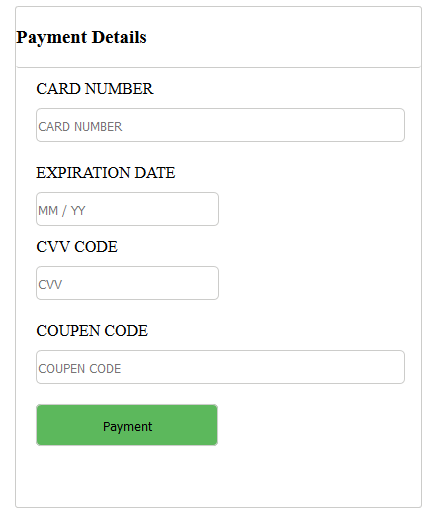 Payment Details
CARD NUMBER
CARD NUMBER
EXPIRATION DATE
MM / YY
CVV CODE
CVV
COUPEN CODE
COUPEN CODE
Payment